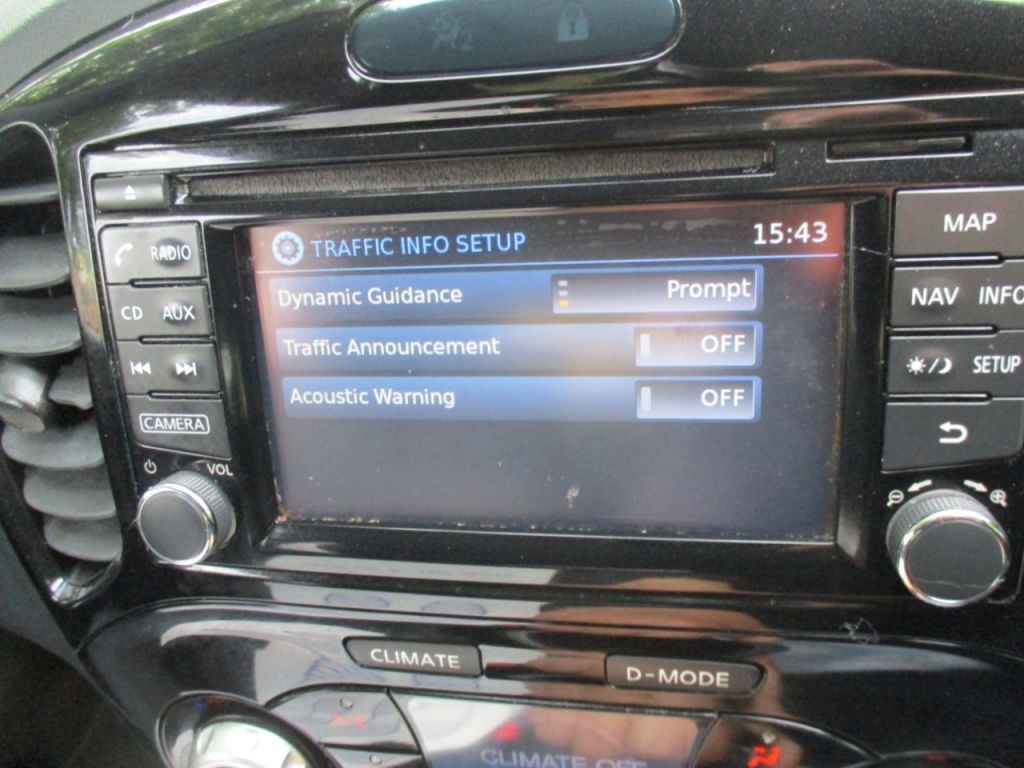 2
TRAFFIC INFO SETUP 15:43
Dynamic Guidance Prompt
Traffic Announcement OFF
Acoustic Warning OFF
RADIO
CD AUX
CAMERA
VOL
MAP
NAV INFO
SETUP
CLIMATE
D-MODE
A/C
CLIMATE OFF